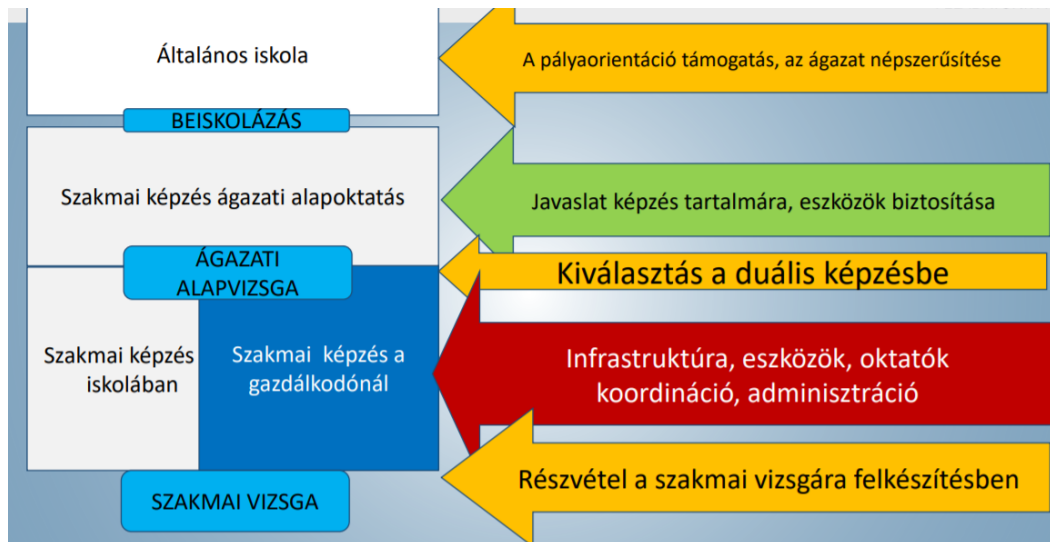 Általános iskola
A pályaorientáció támogatás, az ágazat népszerűsítése
BEISKOLÁZÁS
Szakmai képzés ágazati alapoktatás
Javaslat képzés tartalmára, eszközök biztosítása
ÁGAZATI
ALAPVIZSGA
Kiválasztás a duális képzésbe
Szakmai képzés
iskolában
Szakmai képzés a
gazdálkodónál
Infrastruktúra, eszközök, oktatók
koordináció, adminisztráció
Részvétel a szakmai vizsgára felkészítésben
SZAKMAI VIZSGA